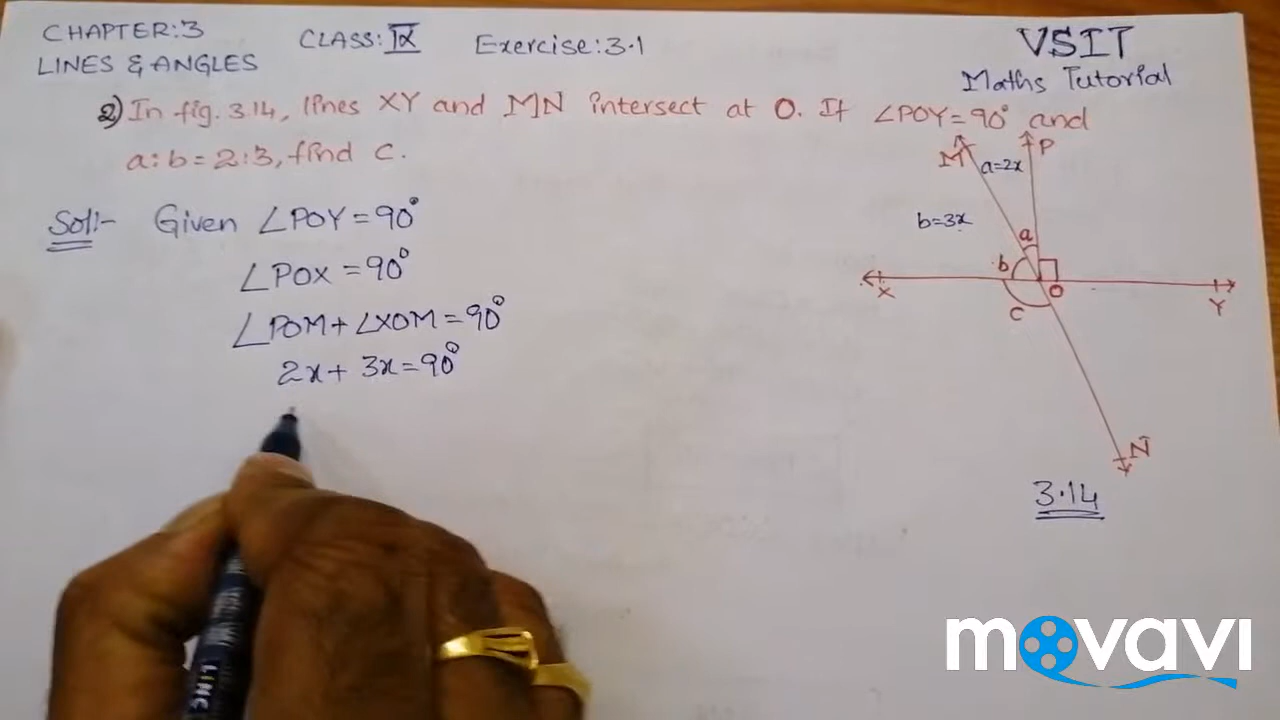 CHAPTER:3
LINES & ANGLES
CLASS: IX
Exercise: 3.1
VSIT
Maths Tutorial
2) In fig. 3.14, lines XY and MN intersect at O. If ∠POY=90° and
a:b=2:3, find c.
Sol:- Given ∠POY=90°
∠POX=90°
∠POM+∠XOM=90°
2x+3x=90°
M
P
a=2x
b=3x
a
b
X
O
Y
C
N
3.14
LINC
movavi